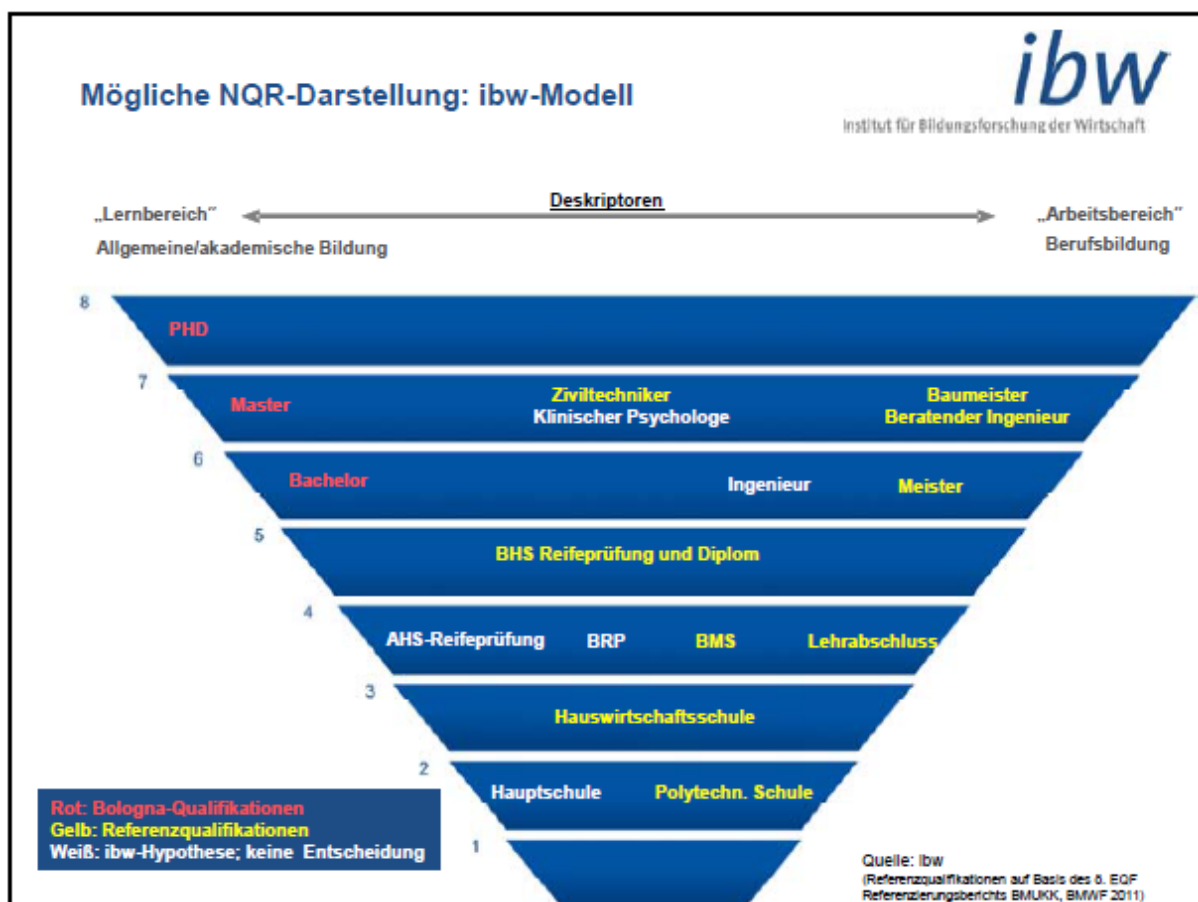 ibw
Institut für Bildungsforschung der Wirtschaft
Mögliche NQR-Darstellung: ibw-Modell
Deskriptoren
„Lernbereich"
„Arbeitsbereich"
Allgemeine/akademische Bildung
Berufsbildung
8
PHD
7
Master
Ziviltechniker
Klinischer Psychologe
Baumeister
Beratender Ingenieur
6
Bachelor
Ingenieur
Meister
5
BHS Reifeprüfung und Diplom
4
AHS-Reifeprüfung
BRP
BMS
Lehrabschluss
3
Hauswirtschaftsschule
2
Hauptschule
Polytechn. Schule
1
Rot: Bologna-Qualifikationen
Gelb: Referenzqualifikationen
Weiß: ibw-Hypothese; keine Entscheidung
Quelle: ibw
(Referenzqualifikationen auf Basis des ö. EQF
Referenzierungsberichts BMUKK, BMWF 2011)